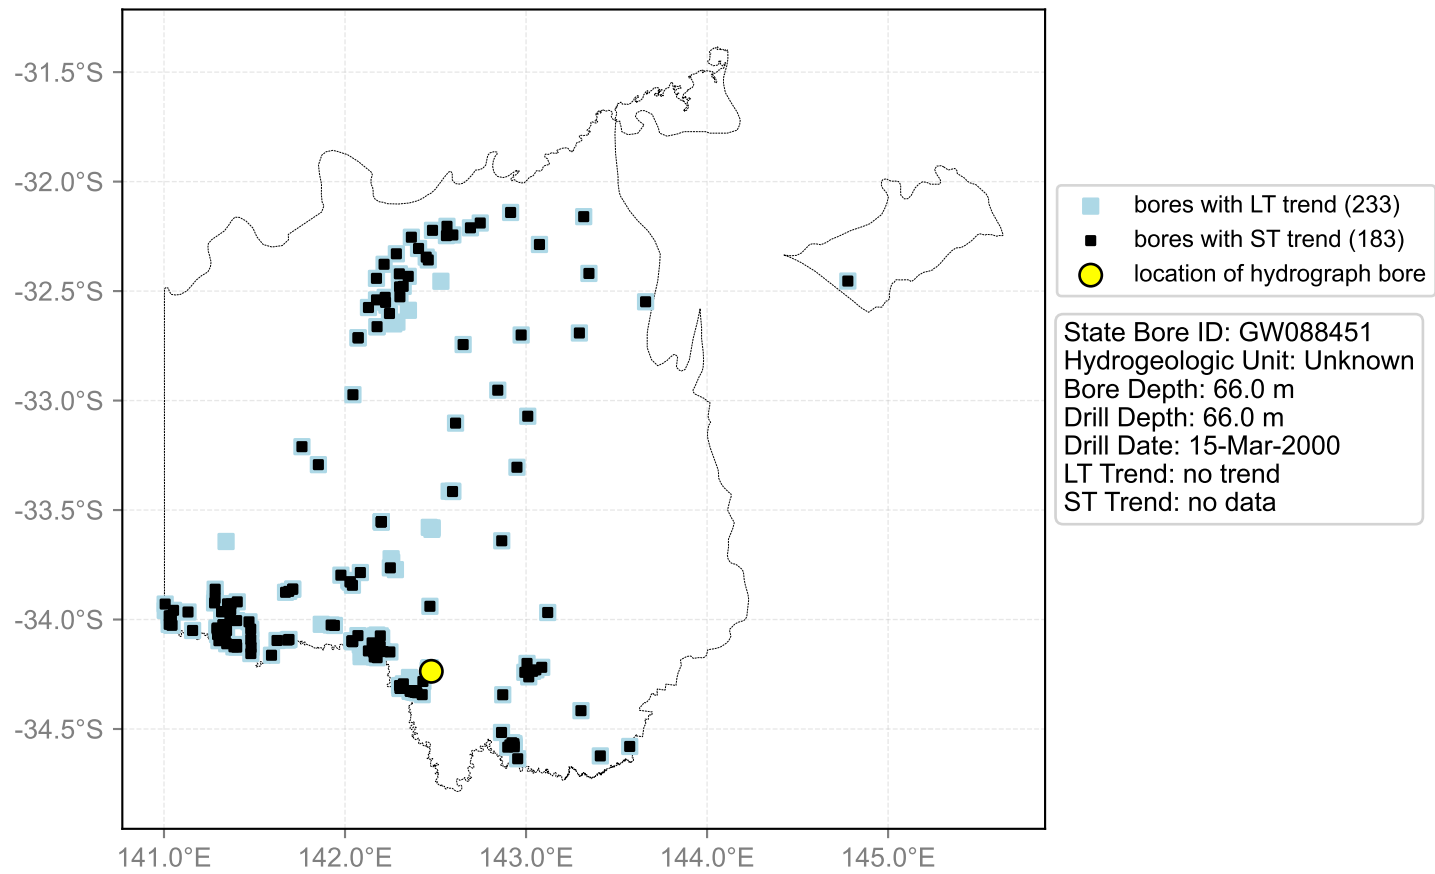 -31.5°S
-32.0°S
-32.5°S
-33.0°S
-33.5°S
-34.0°S
-34.5°S
141.0°E
142.0°E
143.0°E
144.0°E
145.0°E
bores with LT trend (233)
bores with ST trend (183)
location of hydrograph bore
State Bore ID: GW088451
Hydrogeologic Unit: Unknown
Bore Depth: 66.0 m
Drill Depth: 66.0 m
Drill Date: 15-Mar-2000
LT Trend: no trend
ST Trend: no data